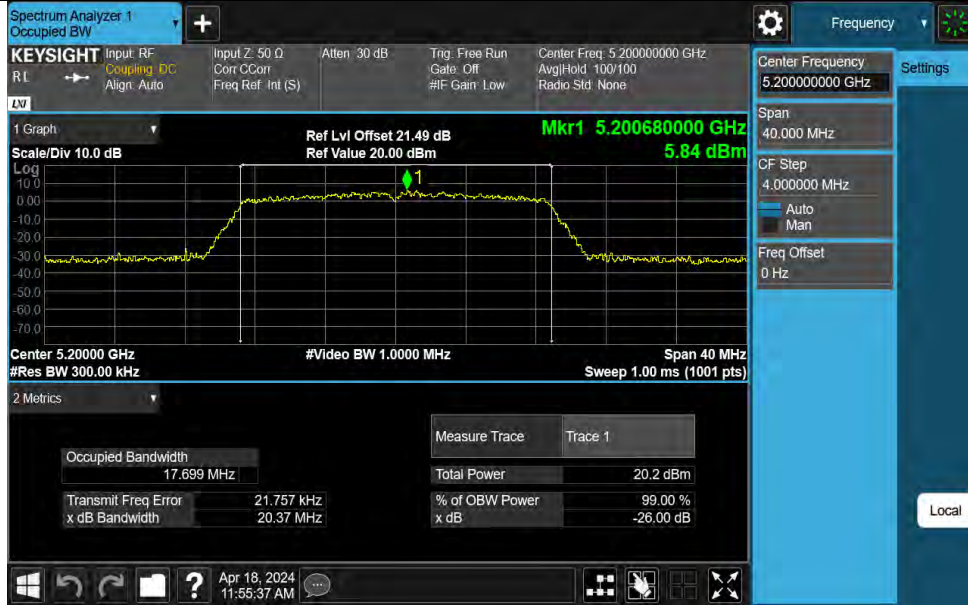 Spectrum Analyzer 1
Occupied BW
Frequency
KEYSIGHT
RL
LXI
Input: RF
Coupling: DC
Align: Auto
Input Z: 50 Ω
Corr CCorr
Freq Ref: Int (S)
Atten: 30 dB
Trig: Free Run
Gate: Off
#IF Gain: Low
Center Freq: 5.200000000 GHz
Avg|Hold: 100/100
Radio Std: None
Center Frequency
5.200000000 GHz
Settings
Span
40.000 MHz
CF Step
4.000000 MHz
Auto
Man
Freq Offset
0 Hz
Local
1 Graph
Scale/Div 10.0 dB
Ref Lvl Offset 21.49 dB
Ref Value 20.00 dBm
Mkr1 5.200680000 GHz
5.84 dBm
Log
10.0
0.00
-10.0
-20.0
-30.0
-40.0
-50.0
-60.0
-70.0
1
Center 5.20000 GHz
#Res BW 300.00 kHz
#Video BW 1.0000 MHz
Span 40 MHz
Sweep 1.00 ms (1001 pts)
2 Metrics
Occupied Bandwidth
17.699 MHz
Transmit Freq Error 21.757 kHz
x dB Bandwidth 20.37 MHz
Measure Trace Trace 1
Total Power 20.2 dBm
% of OBW Power 99.00 %
x dB -26.00 dB
?
Apr 18, 2024
11:55:37 AM